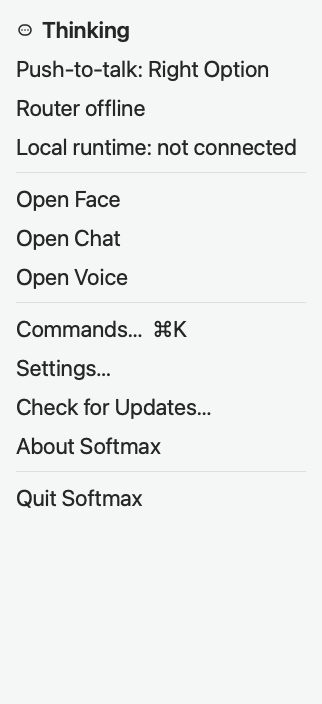 Thinking
Push-to-talk: Right Option
Router offline
Local runtime: not connected
Open Face
Open Chat
Open Voice
Commands... ⌘K
Settings...
Check for Updates...
About Softmax
Quit Softmax